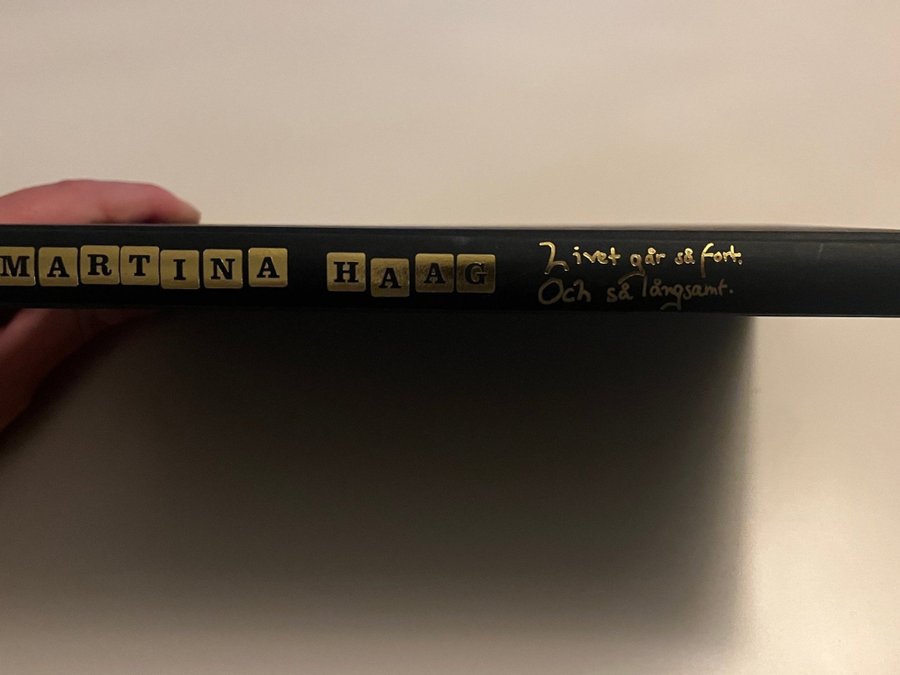 MARTINA HAAG
Livet går så fort.
Och så långsamt.